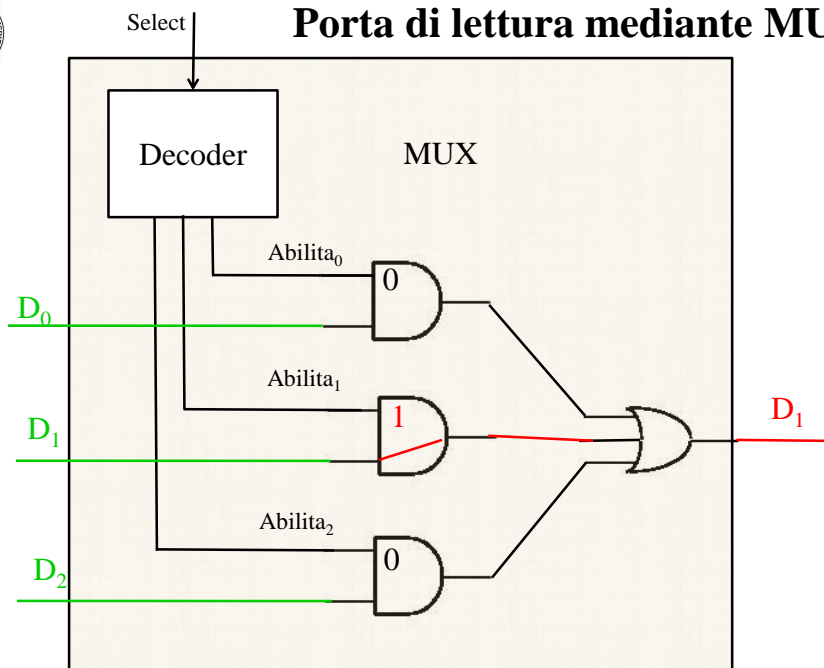 Select
Porta di lettura mediante MU
Decoder
MUX
Abilita₀
0
D₀
Abilita₁
1
D₁
D₁
Abilita₂
0
D₂